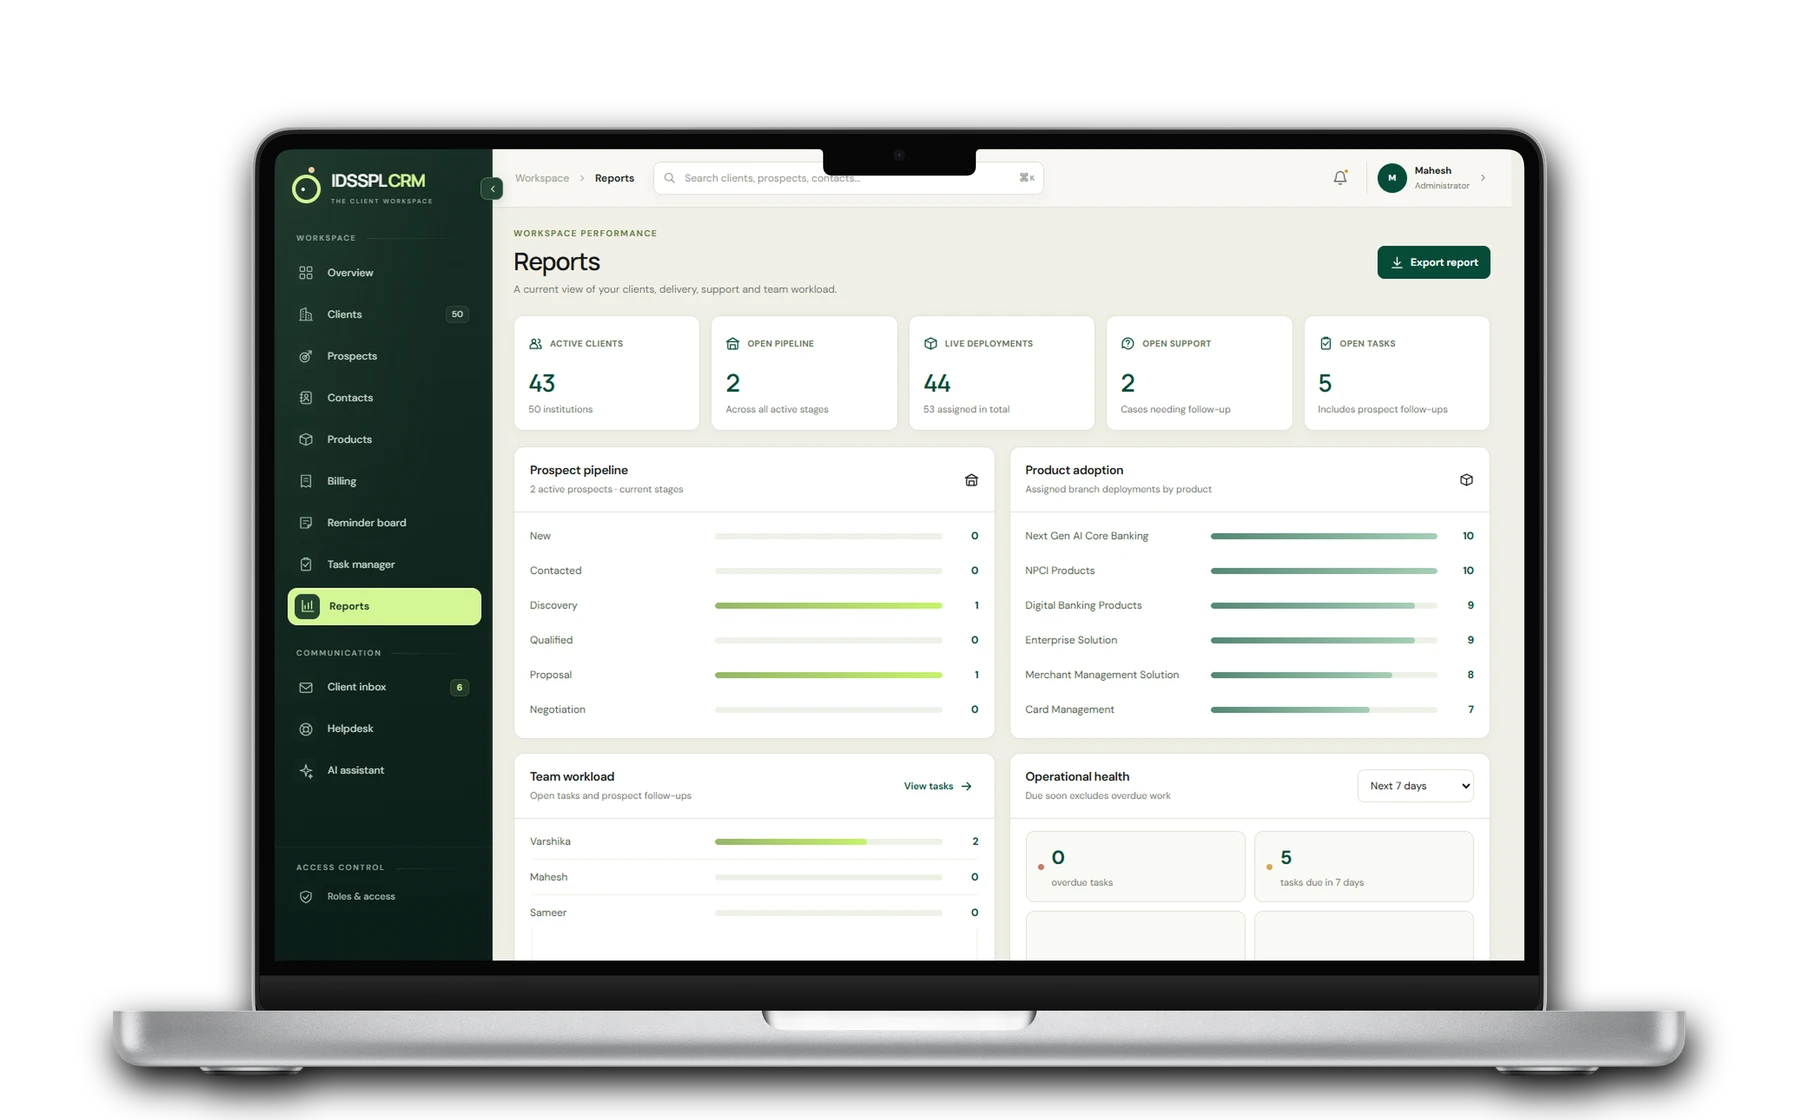 IDSSPLCRM
THE CLIENT WORKSPACE
WORKSPACE
Overview
Clients 50
Prospects
Contacts
Products
Billing
Reminder board
Task manager
Reports
COMMUNICATION
Client inbox 6
Helpdesk
AI assistant
ACCESS CONTROL
Roles & access
Workspace > Reports
Search clients, prospects, contacts... ⌘K
M
Mahesh
Administrator
WORKSPACE PERFORMANCE
Reports
A current view of your clients, delivery, support and team workload.
Export report
ACTIVE CLIENTS
43
50 institutions
OPEN PIPELINE
2
Across all active stages
LIVE DEPLOYMENTS
44
53 assigned in total
OPEN SUPPORT
2
Cases needing follow-up
OPEN TASKS
5
Includes prospect follow-ups
Prospect pipeline
2 active prospects · current stages
New 0
Contacted 0
Discovery 1
Qualified 0
Proposal 1
Negotiation 0
Product adoption
Assigned branch deployments by product
Next Gen AI Core Banking 10
NPCI Products 10
Digital Banking Products 9
Enterprise Solution 9
Merchant Management Solution 8
Card Management 7
Team workload
Open tasks and prospect follow-ups
View tasks →
Varshika 2
Mahesh 0
Sameer 0
Operational health
Due soon excludes overdue work
Next 7 days
0
overdue tasks
5
tasks due in 7 days